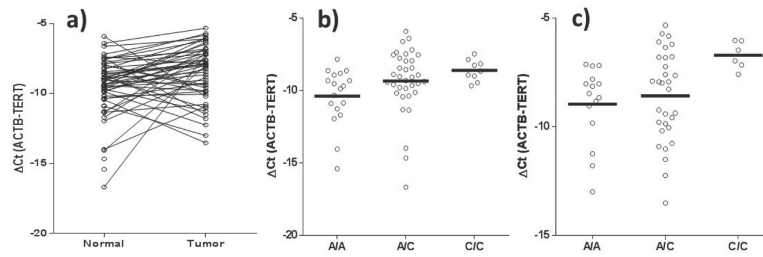 a)
ΔCt (ACTB-TERT)
-5
-10
-15
-20
Normal Tumor
b)
ΔCt (ACTB-TERT)
-5
-10
-15
-20
A/A A/C C/C
c)
ΔCt (ACTB-TERT)
-5
-10
-15
A/A A/C C/C